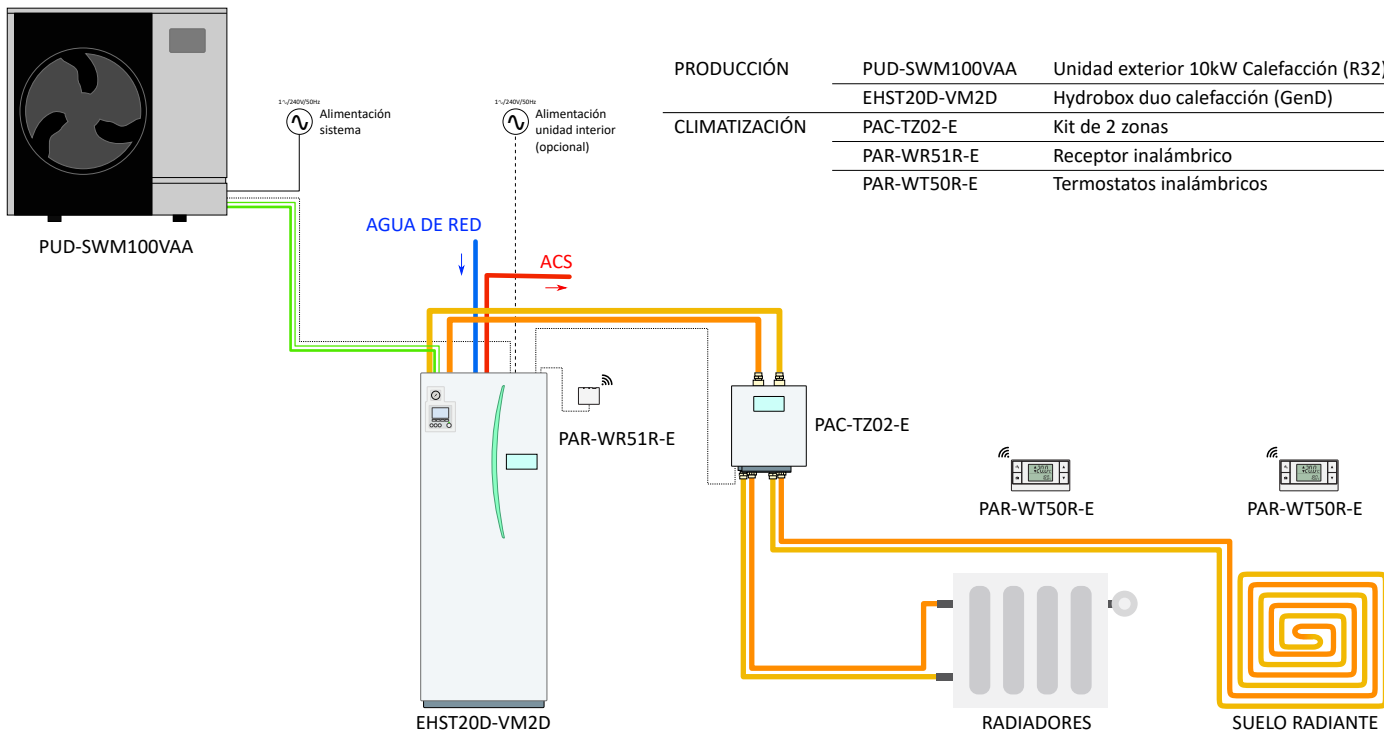 PRODUCCIÓN PUD-SWM100VAA Unidad exterior 10kW Calefacción (R32)
EHST20D-VM2D Hydrobox duo calefacción (GenD)
CLIMATIZACIÓN PAC-TZ02-E Kit de 2 zonas
PAR-WR51R-E Receptor inalámbrico
PAR-WT50R-E Termostatos inalámbricos
1~/240V/50Hz
Alimentación
sistema
1~/240V/50Hz
Alimentación
unidad interior
(opcional)
PUD-SWM100VAA
AGUA DE RED
ACS
PAR-WR51R-E
PAC-TZ02-E
PAR-WT50R-E
PAR-WT50R-E
EHST20D-VM2D
RADIADORES
SUELO RADIANTE